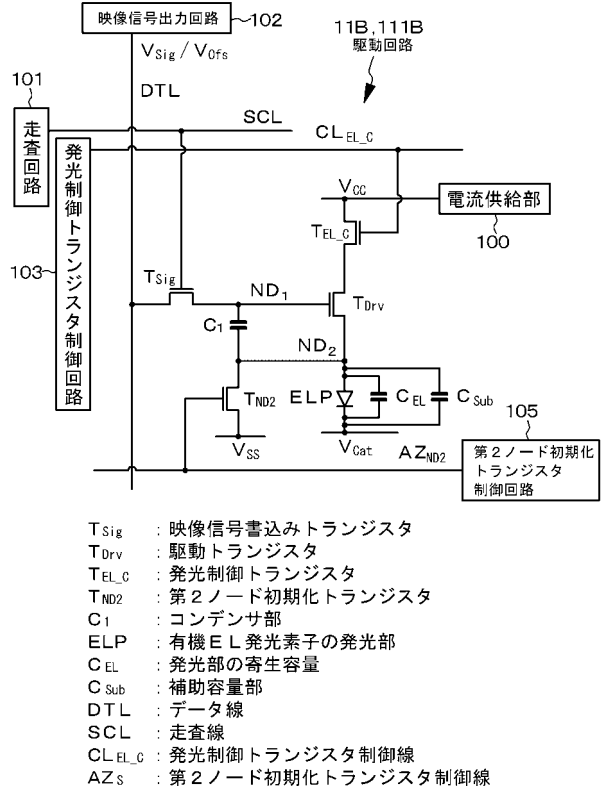 映像信号出力回路
102
V_Sig / V_Ofs
DTL
11B,111B
駆動回路
101
走査回路
SCL
CL_EL_C
発光制御トランジスタ制御回路
103
V_CC
電流供給部
100
T_EL_C
T_Sig
ND_1
T_Drv
C_1
ND_2
T_ND2
ELP
C_EL
C_Sub
V_SS
V_Cat
AZ_ND2
105
第2ノード初期化
トランジスタ
制御回路
T_Sig : 映像信号書込みトランジスタ
T_Drv : 駆動トランジスタ
T_EL_C : 発光制御トランジスタ
T_ND2 : 第2ノード初期化トランジスタ
C_1 : コンデンサ部
ELP : 有機EL発光素子の発光部
C_EL : 発光部の寄生容量
C_Sub : 補助容量部
DTL : データ線
SCL : 走査線
CL_EL_C : 発光制御トランジスタ制御線
AZ_S : 第2ノード初期化トランジスタ制御線